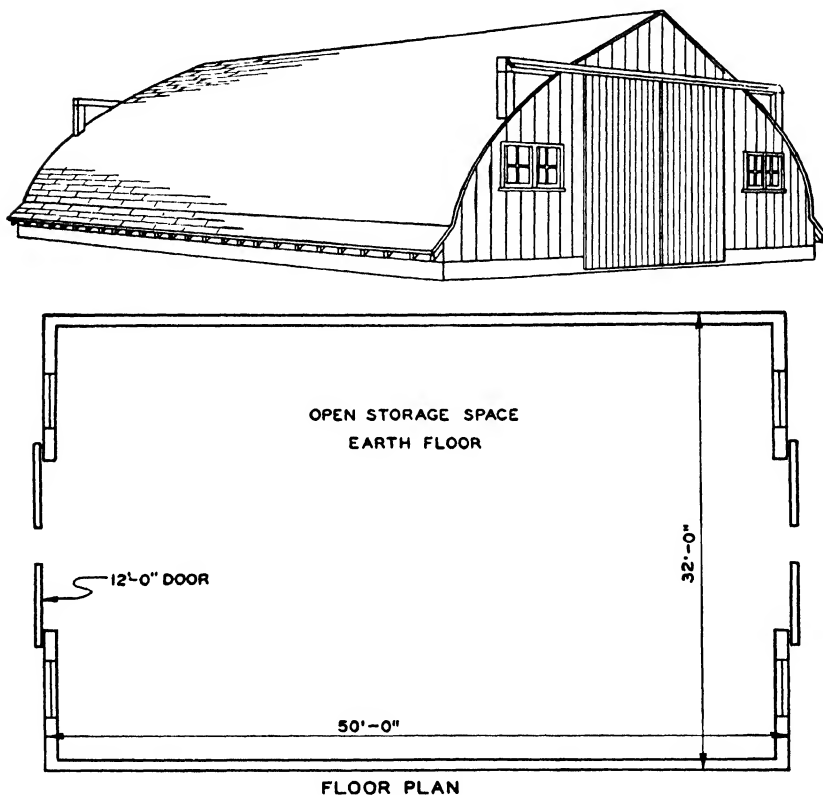 OPEN STORAGE SPACE
EARTH FLOOR
32'-0"
12'-0" DOOR
50'-0"
FLOOR PLAN